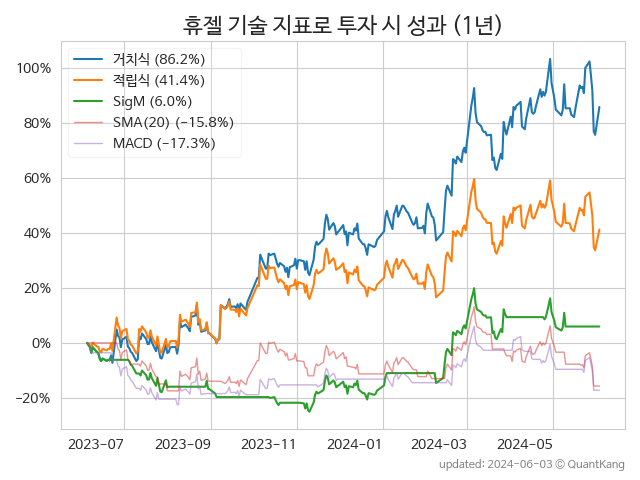 휴젤 기술 지표로 투자 시 성과 (1년)
거치식 (86.2%)
적립식 (41.4%)
SigM (6.0%)
SMA(20) (−15.8%)
MACD (−17.3%)
100%
80%
60%
40%
20%
0%
−20%
2023−07 2023−09 2023−11 2024−01 2024−03 2024−05
updated: 2024−06−03 © QuantKang